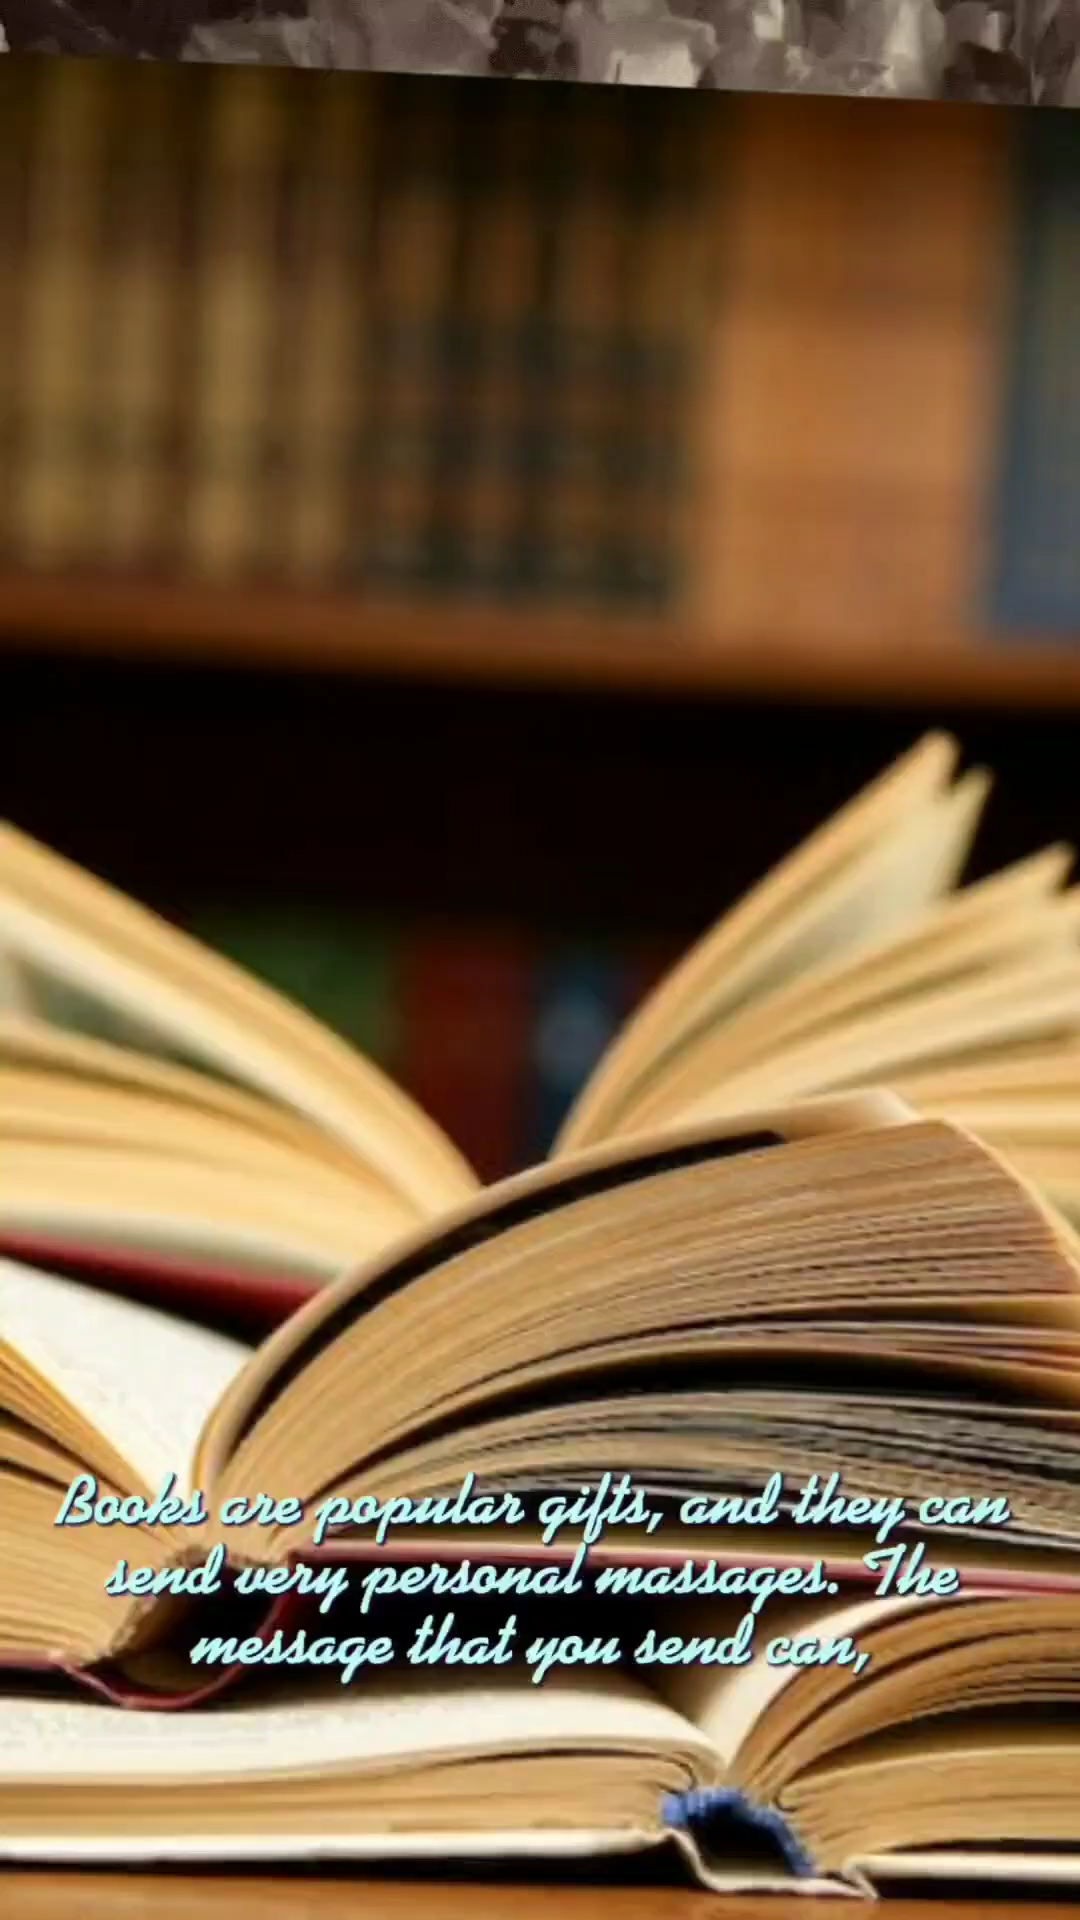 Books are popular gifts, and they can
send very personal massages. The
message that you send can,